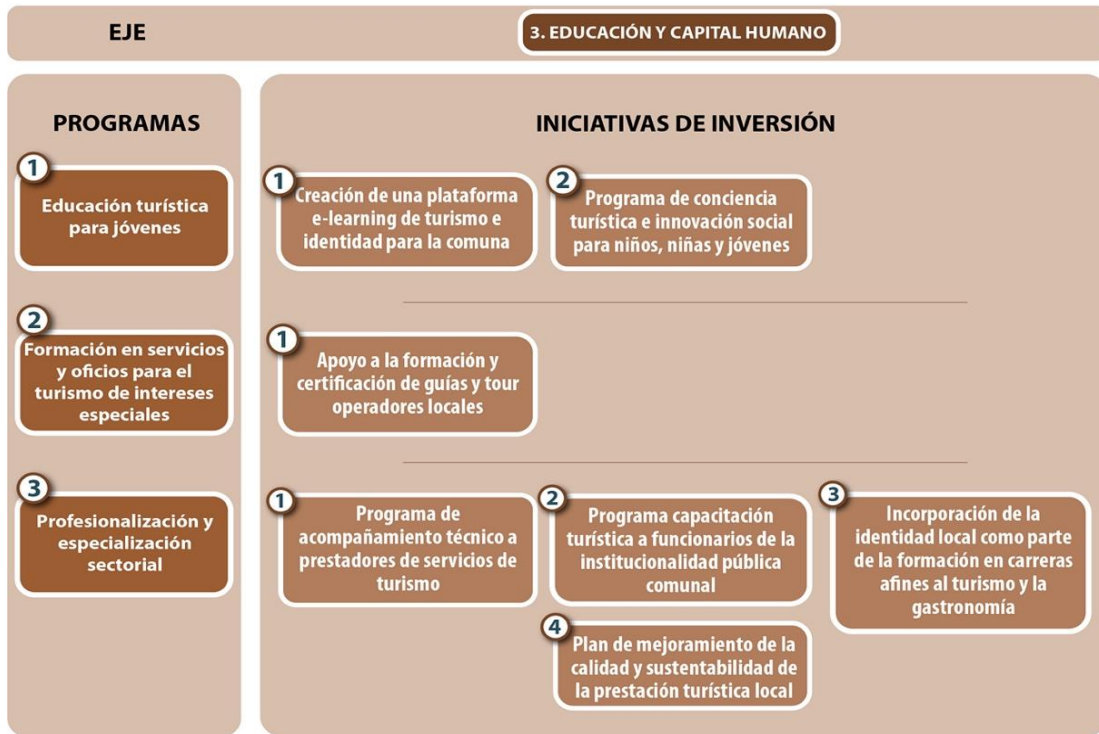 EJE
3. EDUCACIÓN Y CAPITAL HUMANO
PROGRAMAS
INICIATIVAS DE INVERSIÓN
1
Educación turística
para jóvenes
1
Creación de una plataforma
e-learning de turismo e
identidad para la comuna
2
Programa de conciencia
turística e innovación social
para niños, niñas y jóvenes
2
Formación en servicios
y oficios para el
turismo de intereses
especiales
1
Apoyo a la formación y
certificación de guías y tour
operadores locales
3
Profesionalización y
especialización
sectorial
1
Programa de
acompañamiento técnico a
prestadores de servicios de
turismo
2
Programa capacitación
turística a funcionarios de la
institucionalidad pública
comunal
3
Incorporación de la
identidad local como parte
de la formación en carreras
afines al turismo y la
gastronomía
4
Plan de mejoramiento de la
calidad y sustentabilidad de
la prestación turística local